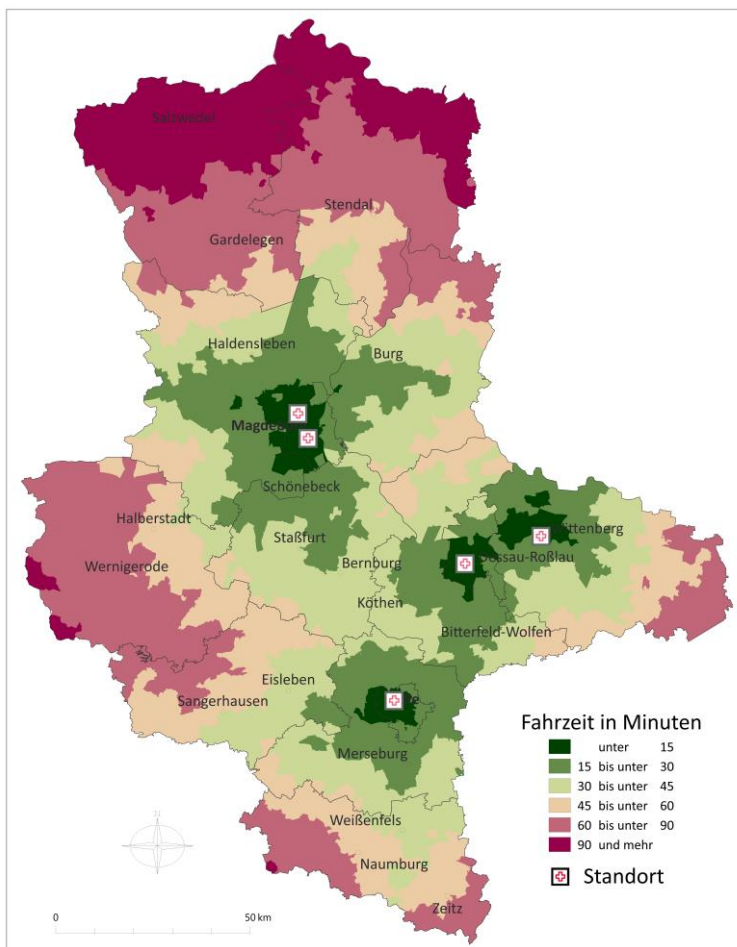 Salzwedel
Stendal
Gardelegen
Haldensleben
Burg
Schönebeck
Halberstadt
Staßfurt
Wernigerode
Bernburg
Köthen
Bitterfeld-Wolfen
Eisleben
Sangerhausen
Merseburg
Weißenfels
Naumburg
Zeitz
Fahrzeit in Minuten
unter 15
15 bis unter 30
30 bis unter 45
45 bis unter 60
60 bis unter 90
90 und mehr
Standort
0 50 km